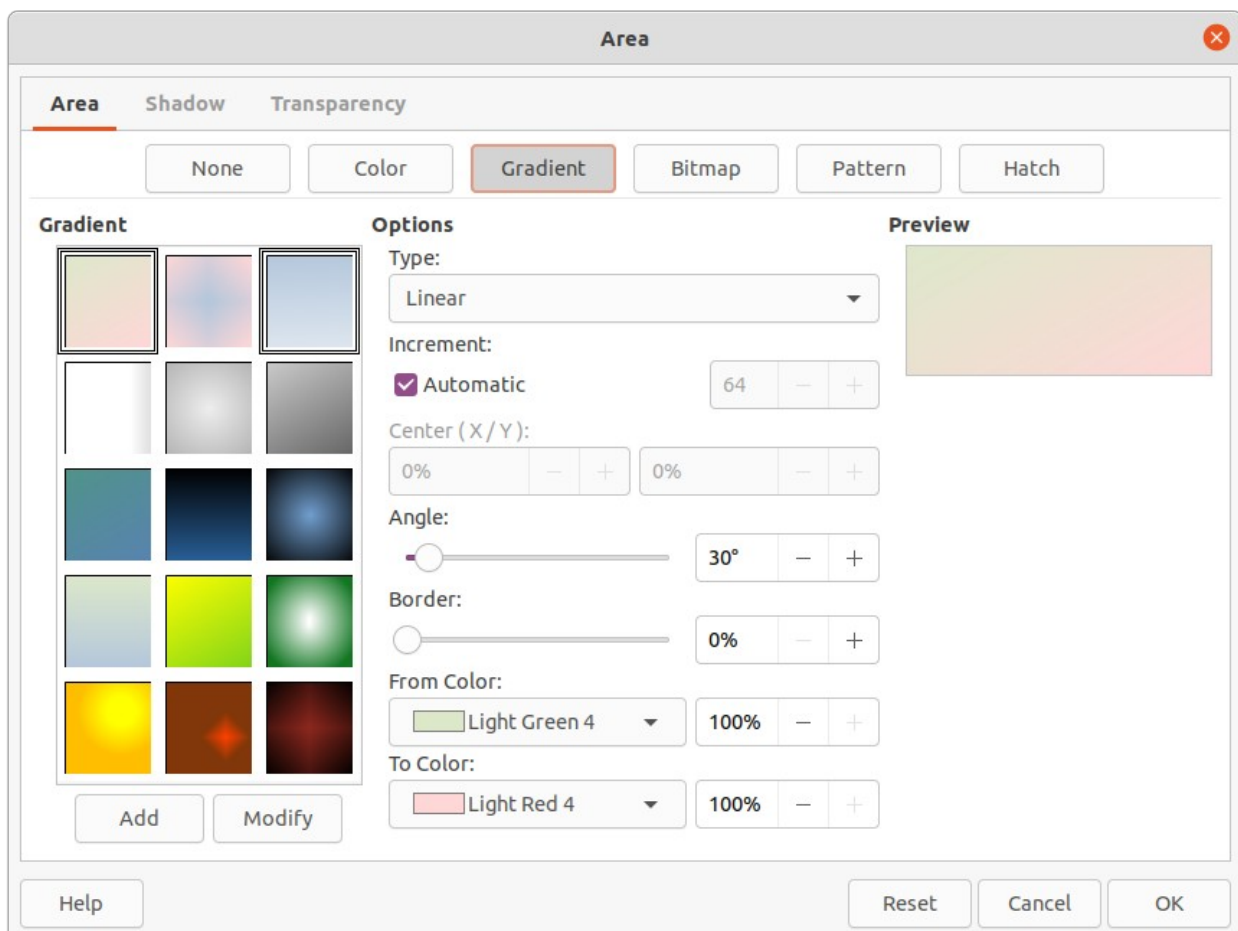 Area
Area Shadow Transparency
None Color Gradient Bitmap Pattern Hatch
Gradient
Options
Type:
Linear
Increment:
Automatic 64
Center ( X / Y ):
0% 0%
Angle:
30°
Border:
0%
From Color:
Light Green 4 100%
To Color:
Light Red 4 100%
Preview
Add Modify
Help Reset Cancel OK